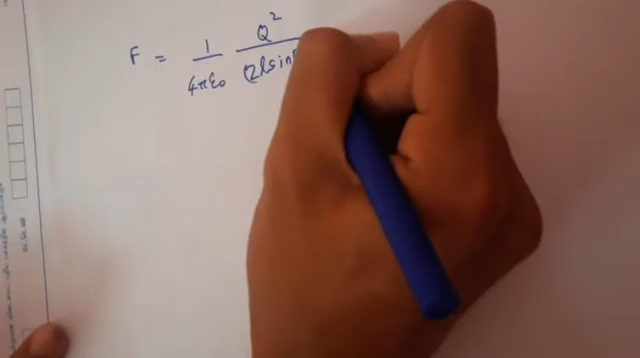 F = 1/4πε₀ Q²/(2lsin